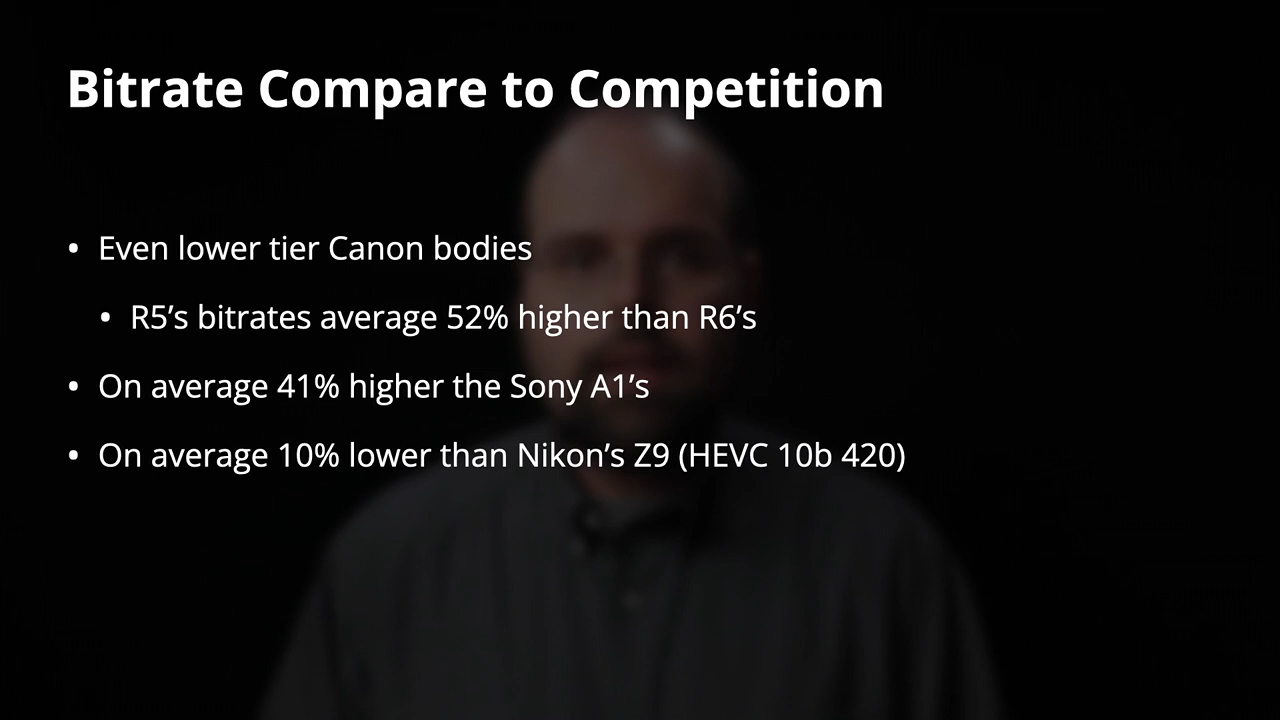 Bitrate Compare to Competition
• Even lower tier Canon bodies
• R5’s bitrates average 52% higher than R6’s
• On average 41% higher the Sony A1’s
• On average 10% lower than Nikon’s Z9 (HEVC 10b 420)